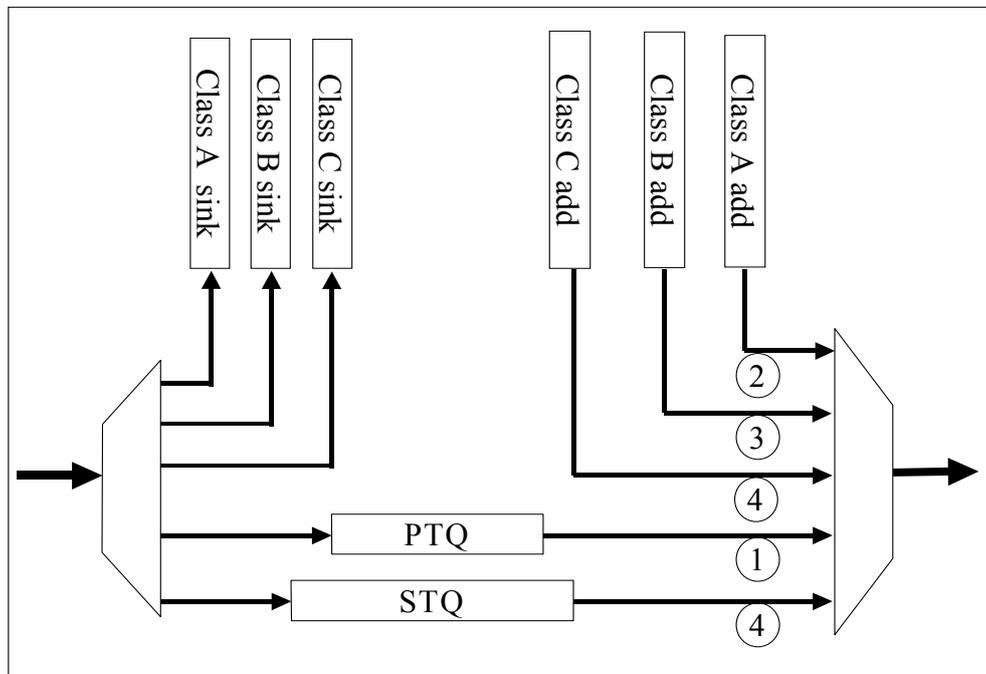 Class A sink
Class B sink
Class C sink
Class C add
Class B add
Class A add
2
3
4
PTQ
1
STQ
4